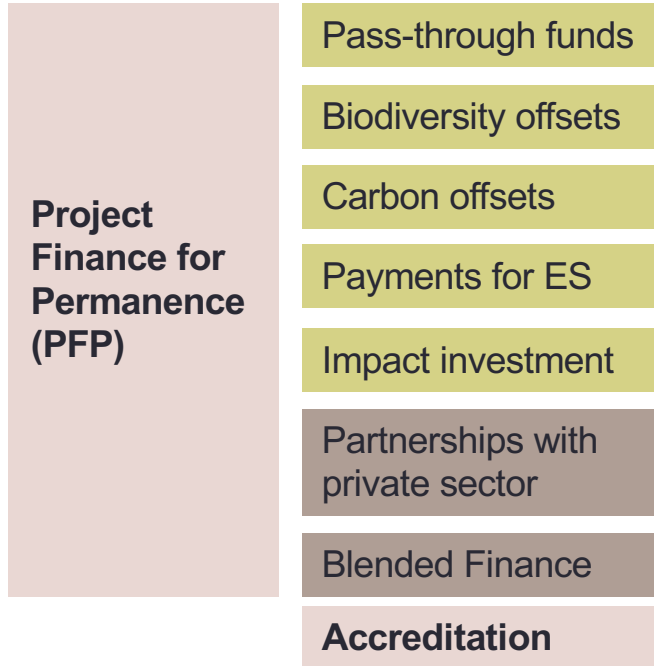 Project
Finance for
Permanence
(PFP)
Pass-through funds
Biodiversity offsets
Carbon offsets
Payments for ES
Impact investment
Partnerships with
private sector
Blended Finance
Accreditation